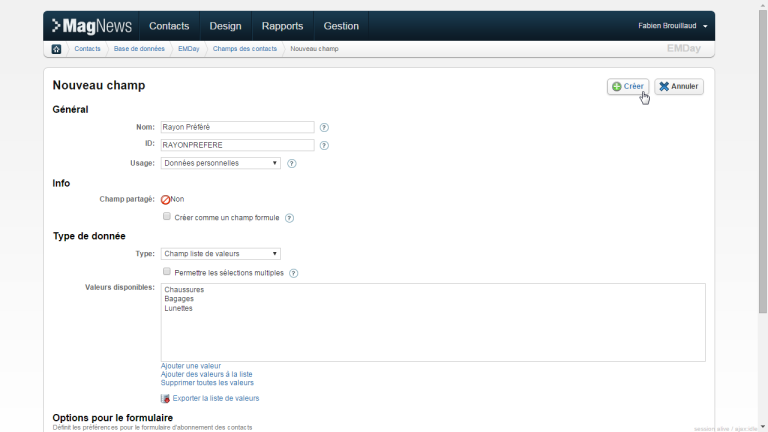 MagNews Contacts Design Rapports Gestion Fabien Brouillaud
Contacts Base de données EMDay Champs des contacts Nouveau champ EMDay
Nouveau champ Créer Annuler
Général
Nom: Rayon Préféré ?
ID: RAYONPREFERE ?
Usage: Données personnelles ?
Info
Champ partagé: Non
Créer comme un champ formule ?
Type de donnée
Type: Champ liste de valeurs
Permettre les sélections multiples ?
Valeurs disponibles: Chaussures
Bagages
Lunettes
Ajouter une valeur
Ajouter des valeurs à la liste
Supprimer toutes les valeurs
Exporter la liste de valeurs
Options pour le formulaire
Définit les préférences pour le formulaire d'abonnement des contacts